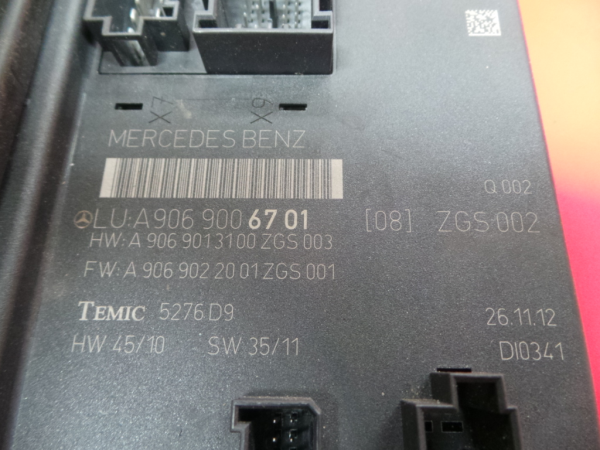 X7 X9
MERCEDES BENZ
Q 002
LU:A 906 900 67 01 [08] ZGS 002
HW: A 906 901 31 00 ZGS 003
FW: A 906 902 20 01 ZGS 001
TEMIC 5276 D9 26.11.12
HW 45/10 SW 35/11 DI0341